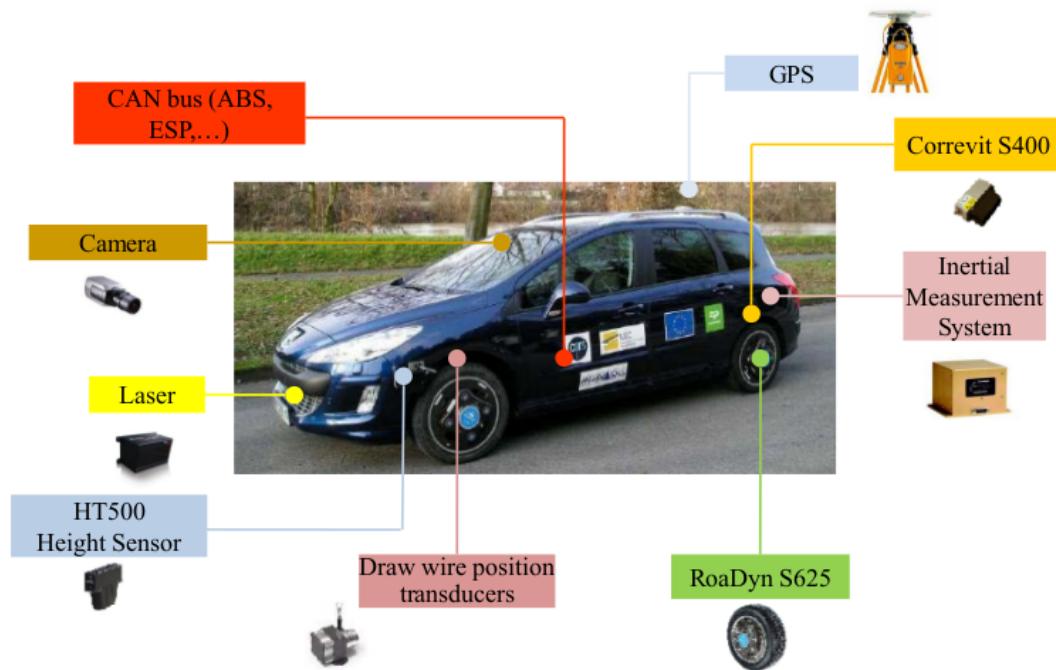 GPS
CAN bus (ABS,
ESP,…)
Correvit S400
Camera
Inertial
Measurement
System
Laser
HT500
Height Sensor
Draw wire position
transducers
RoaDyn S625